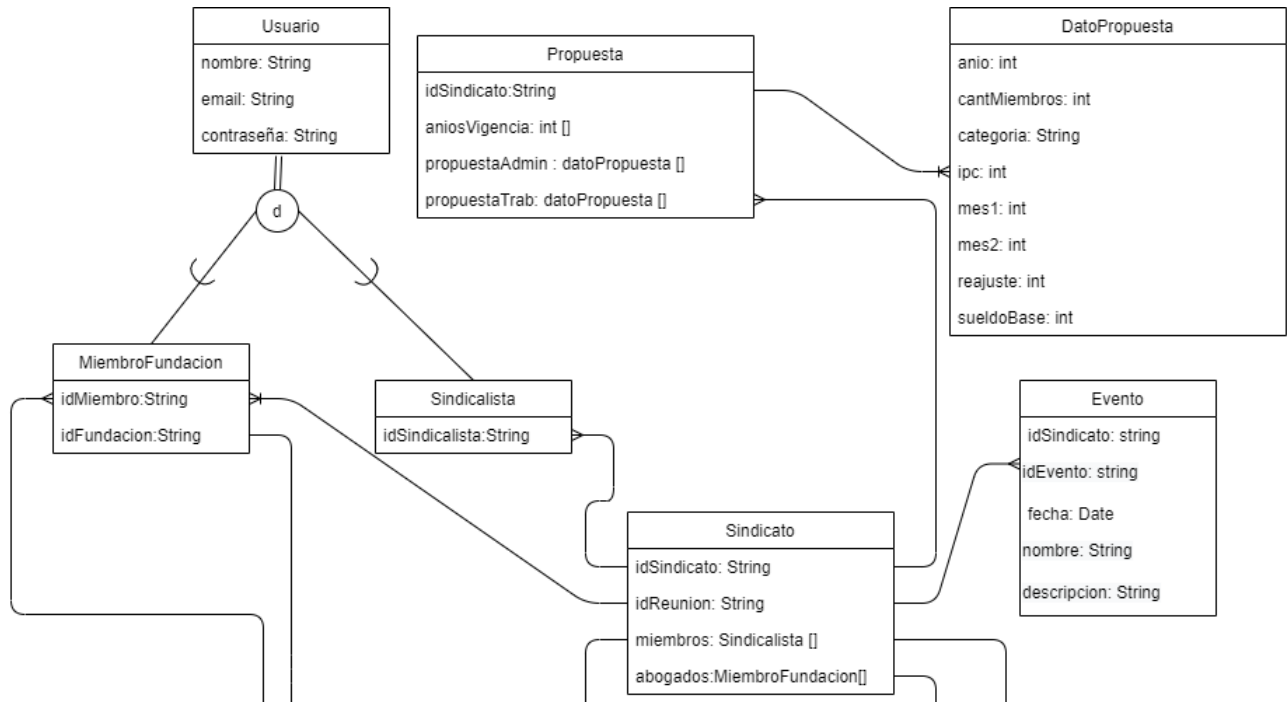 Usuario
nombre: String
email: String
contraseña: String
d
Propuesta
idSindicato:String
aniosVigencia: int []
propuestaAdmin : datoPropuesta []
propuestaTrab: datoPropuesta []
DatoPropuesta
anio: int
cantMiembros: int
categoria: String
ipc: int
mes1: int
mes2: int
reajuste: int
sueldoBase: int
MiembroFundacion
idMiembro:String
idFundacion:String
Sindicalista
idSindicalista:String
Evento
idSindicato: string
idEvento: string
fecha: Date
nombre: String
descripcion: String
Sindicato
idSindicato: String
idReunion: String
miembros: Sindicalista []
abogados:MiembroFundacion[]